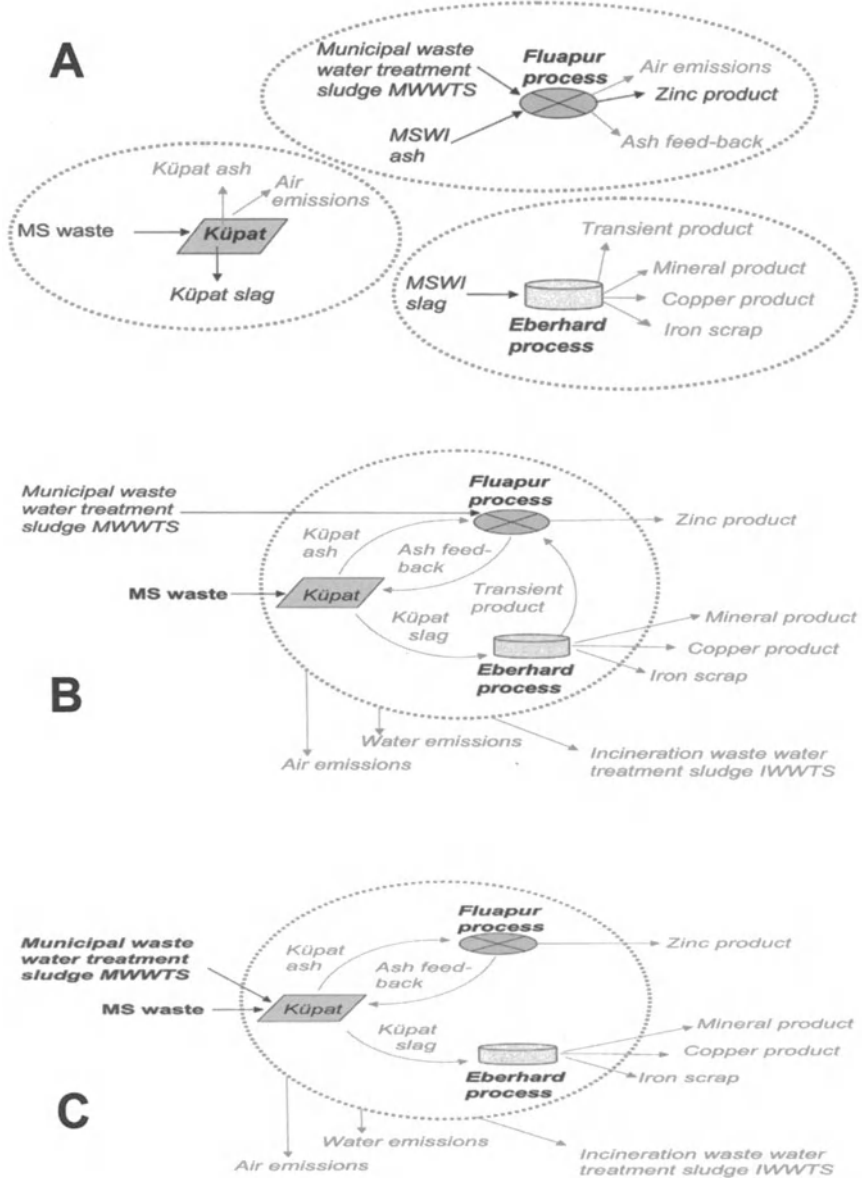 A
Municipal waste
water treatment
sludge MWWTS
Fluapur
process
Air emissions
Zinc product
MSWI
ash
Ash feed-back
Küpat ash
Air
emissions
MS waste
Küpat
Küpat slag
Transient product
MSWI
slag
Mineral product
Copper product
Iron scrap
Eberhard
process
B
Municipal waste
water treatment
sludge MWWTS
Fluapur
process
Zinc product
Küpat
ash
Ash feed-
back
MS waste
Küpat
Transient
product
Küpat
slag
Mineral product
Copper product
Iron scrap
Eberhard
process
Water emissions
Air emissions
Incineration waste water
treatment sludge IWWTS
C
Municipal waste
water treatment
sludge MWWTS
Fluapur
process
Zinc product
Küpat
ash
Ash feed-
back
MS waste
Küpat
Küpat
slag
Mineral product
Copper product
Iron scrap
Eberhard
process
Water emissions
Air emissions
Incineration waste water
treatment sludge IWWTS